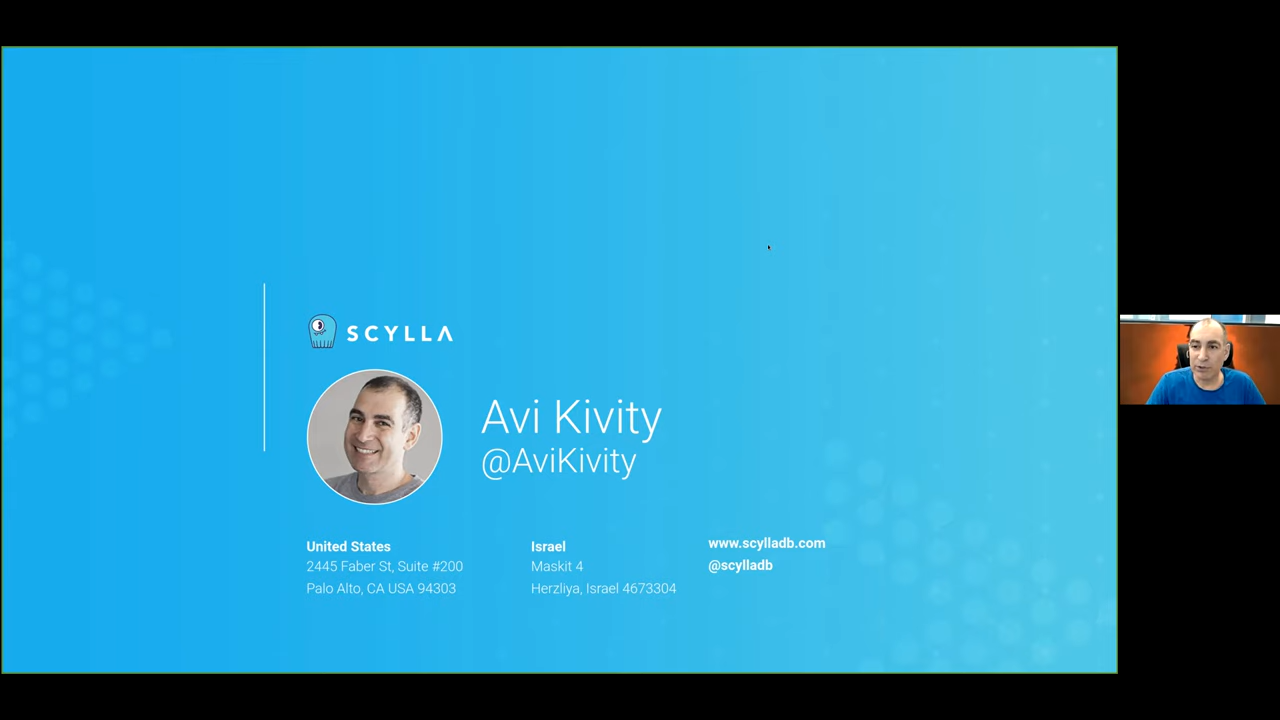 SCYLLA
Avi Kivity
@AviKivity
United States
2445 Faber St, Suite #200
Palo Alto, CA USA 94303
Israel
Maskit 4
Herzliya, Israel 4673304
www.scylladb.com
@scylladb